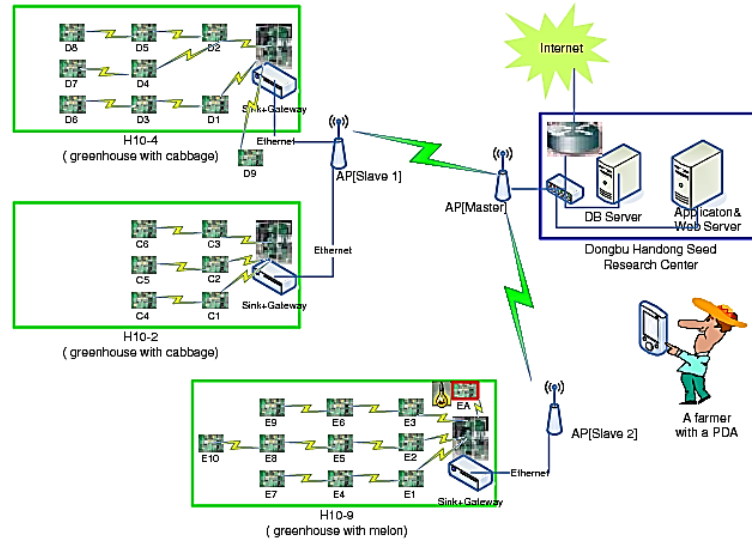 D8
D5
D2
D7
D4
D6
D3
D1
Sink+Gateway
Ethernet
D9
H10-4
( greenhouse with cabbage)
AP[Slave 1]
Internet
AP[Master]
DB Server
Applicaton&
Web Server
Dongbu Handong Seed
Research Center
C6
C3
C5
C2
C4
C1
Sink+Gateway
Ethernet
H10-2
( greenhouse with cabbage)
EA
E9
E6
E3
E10
E8
E5
E2
E7
E4
E1
Sink+Gateway
Ethernet
AP[Slave 2]
H10-9
( greenhouse with melon)
A farmer
with a PDA